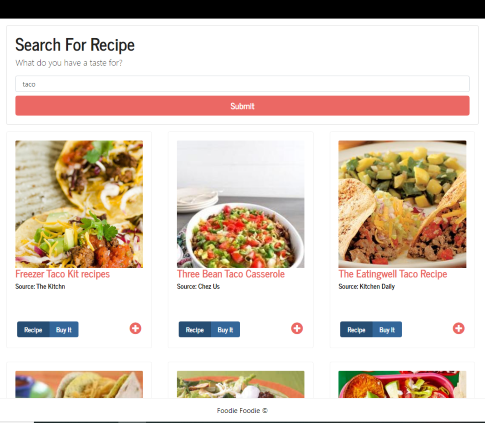 Search For Recipe
What do you have a taste for?
taco
Submit
Freezer Taco Kit recipes
Source: The Kitchn
Recipe Buy It
Three Bean Taco Casserole
Source: Chez Us
Recipe Buy It
The Eatingwell Taco Recipe
Source: Kitchen Daily
Recipe Buy It
Foodie Foodie ©